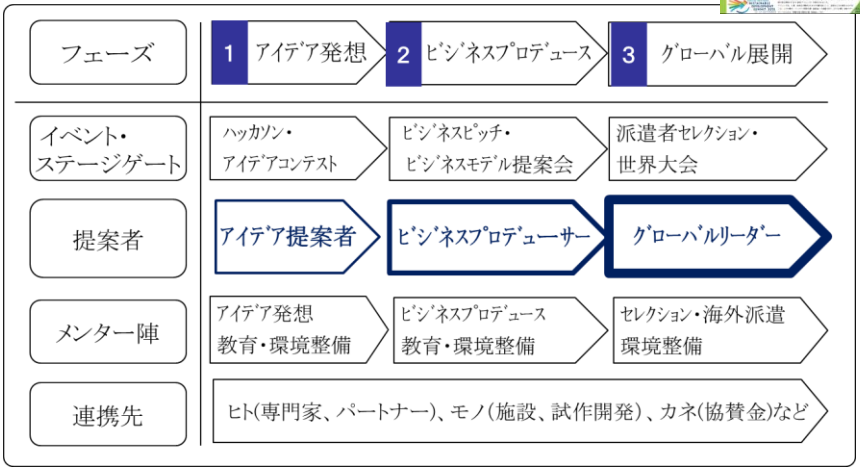 フェーズ
1 アイデア発想
2 ビジネスプロデュース
3 グローバル展開
イベント・
ステージゲート
ハッカソン・
アイデアコンテスト
ビジネスピッチ・
ビジネスモデル提案会
派遣者セレクション・
世界大会
提案者
アイデア提案者
ビジネスプロデューサー
グローバルリーダー
メンター陣
アイデア発想
教育・環境整備
ビジネスプロデュース
教育・環境整備
セレクション・海外派遣
環境整備
連携先
ヒト(専門家、パートナー)、モノ(施設、試作開発)、カネ(協賛金)など